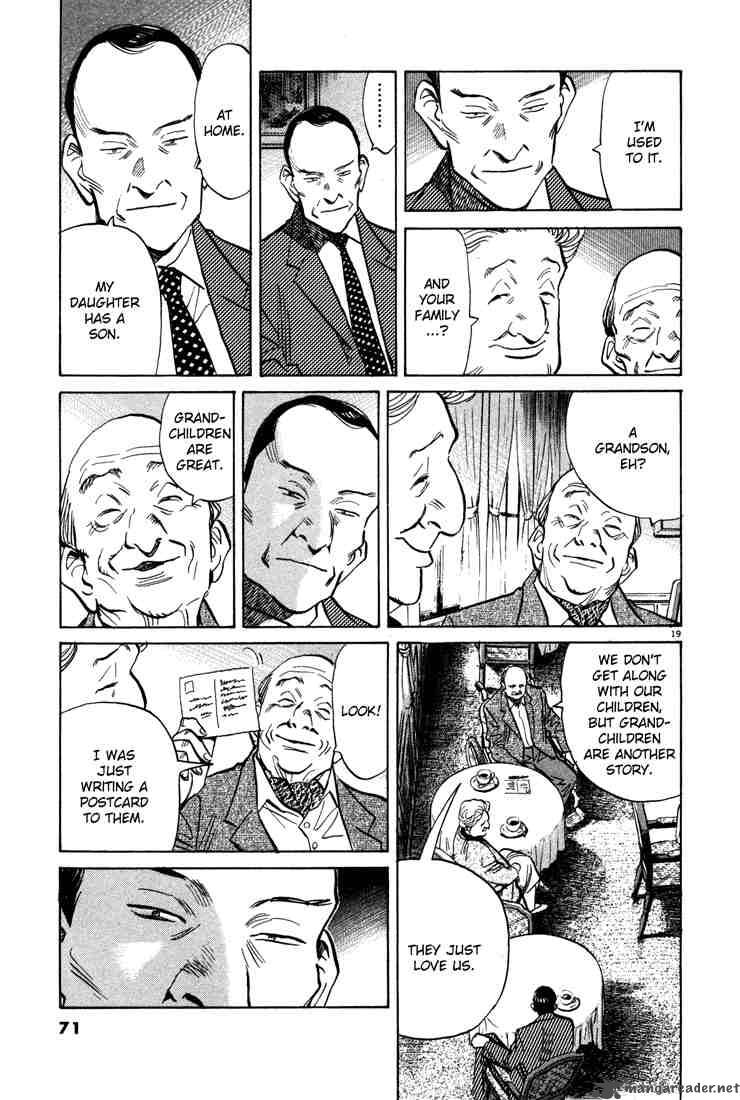 I'M
USED
TO IT.
AND
YOUR
FAMILY
...?
........
AT
HOME.
MY
DAUGHTER
HAS A
SON.
A
GRANDSON,
EH?
GRAND-
CHILDREN
ARE
GREAT.
19
WE DON'T
GET ALONG
WITH OUR
CHILDREN,
BUT GRAND-
CHILDREN
ARE ANOTHER
STORY.
THEY JUST
LOVE US.
LOOK!
I WAS
JUST
WRITING A
POSTCARD
TO THEM.
71
mangareader.net